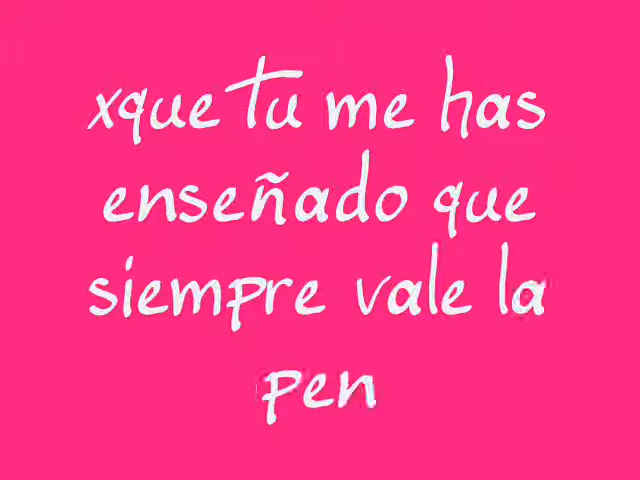 xque tu me has
enseñado que
siempre vale la
pen